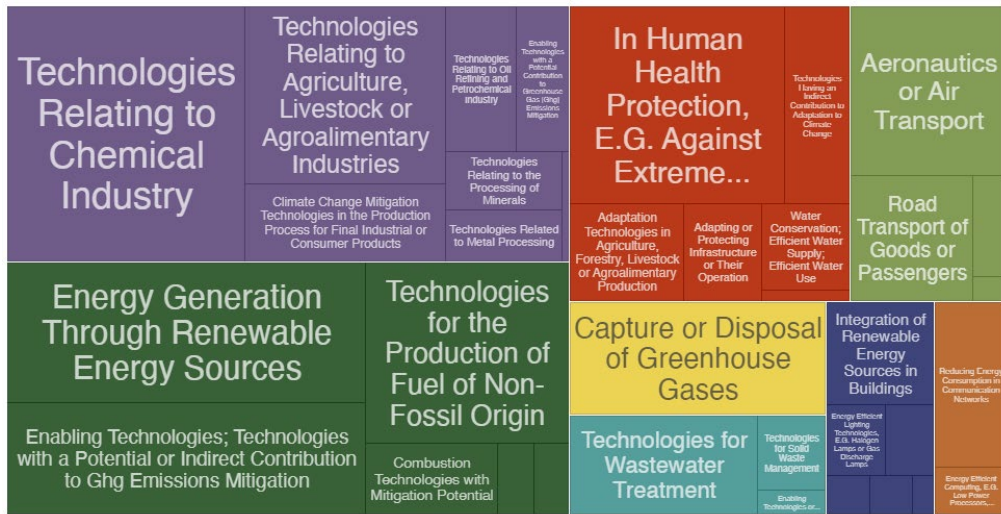 Technologies
Relating to
Chemical
Industry
Technologies
Relating to
Agriculture,
Livestock or
Agroalimentary
Industries
Climate Change Mitigation
Technologies in the Production
Process for Final Industrial or
Consumer Products
Technologies
Relating to Oil
Refining and
Petrochemical
Industry
Enabling
Technologies
with a
Potential
Contribution
to
Greenhouse
Gas (Ghg)
Emissions
Mitigation
Technologies
Relating to the
Processing of
Minerals
Technologies Related
to Metal Processing
In Human
Health
Protection,
E.G. Against
Extreme...
Technologies
Having an
Indirect
Contribution to
Adaptation to
Climate
Change
Adaptation
Technologies in
Agriculture,
Forestry, Livestock
or Agroalimentary
Production
Adapting or
Protecting
Infrastructure
or Their
Operation
Water
Conservation;
Efficient Water
Supply;
Efficient Water
Use
Aeronautics
or Air
Transport
Road
Transport of
Goods or
Passengers
Energy Generation
Through Renewable
Energy Sources
Enabling Technologies; Technologies
with a Potential or Indirect Contribution
to Ghg Emissions Mitigation
Technologies
for the
Production of
Fuel of Non-
Fossil Origin
Combustion
Technologies with
Mitigation Potential
Capture or Disposal
of Greenhouse
Gases
Technologies for
Wastewater
Treatment
Technologies
for Solid
Waste
Management
Enabling
Technologies or...
Integration of
Renewable
Energy
Sources in
Buildings
Energy Efficient
Lighting
Technologies,
E.G. Halogen
Lamps or Gas
Discharge
Lamps
Reducing Energy
Consumption in
Communication
Networks
Energy Efficient
Computing, E.G.
Low Power
Processors,...